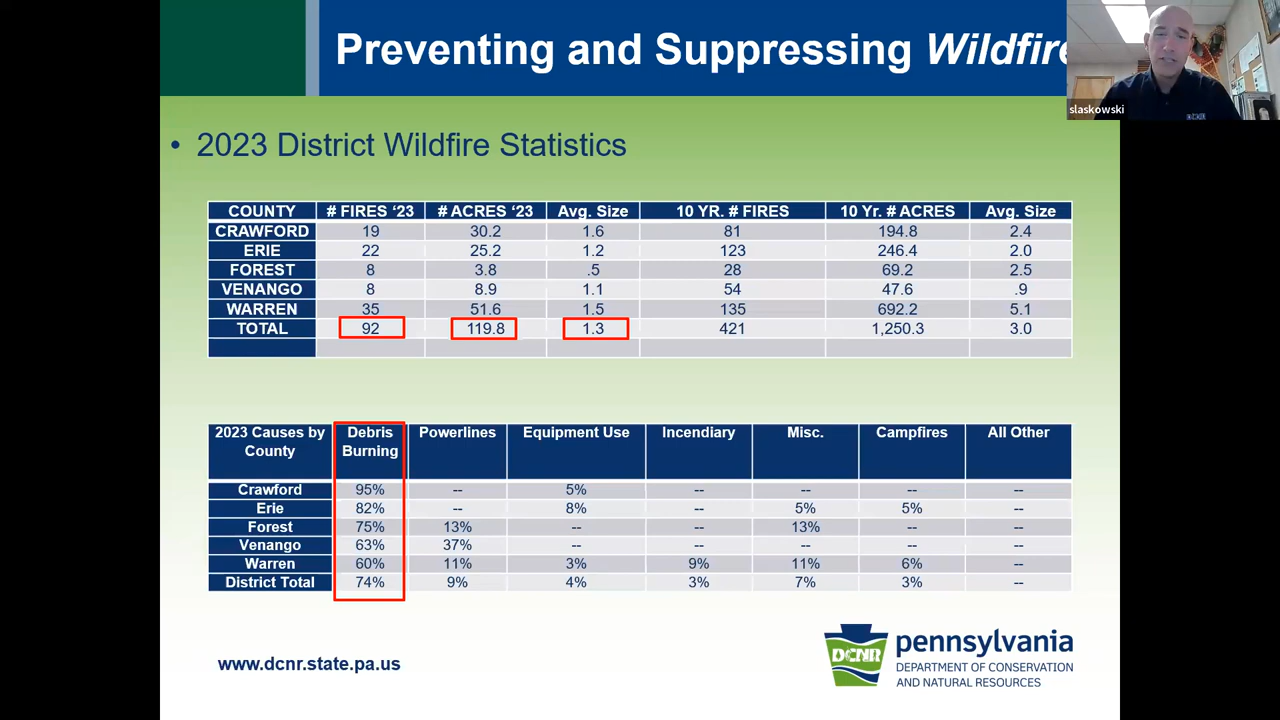 Preventing and Suppressing Wildfire
slaskowski
• 2023 District Wildfire Statistics
COUNTY # FIRES ‘23 # ACRES ‘23 Avg. Size 10 YR. # FIRES 10 Yr. # ACRES Avg. Size
CRAWFORD 19 30.2 1.6 81 194.8 2.4
ERIE 22 25.2 1.2 123 246.4 2.0
FOREST 8 3.8 .5 28 69.2 2.5
VENANGO 8 8.9 1.1 54 47.6 .9
WARREN 35 51.6 1.5 135 692.2 5.1
TOTAL 92 119.8 1.3 421 1,250.3 3.0
2023 Causes by County Debris Burning Powerlines Equipment Use Incendiary Misc. Campfires All Other
Crawford 95% -- 5% -- -- -- --
Erie 82% -- 8% -- 5% 5% --
Forest 75% 13% -- -- 13% -- --
Venango 63% 37% -- -- -- -- --
Warren 60% 11% 3% 9% 11% 6% --
District Total 74% 9% 4% 3% 7% 3% --
www.dcnr.state.pa.us
DCNR
pennsylvania
DEPARTMENT OF CONSERVATION
AND NATURAL RESOURCES